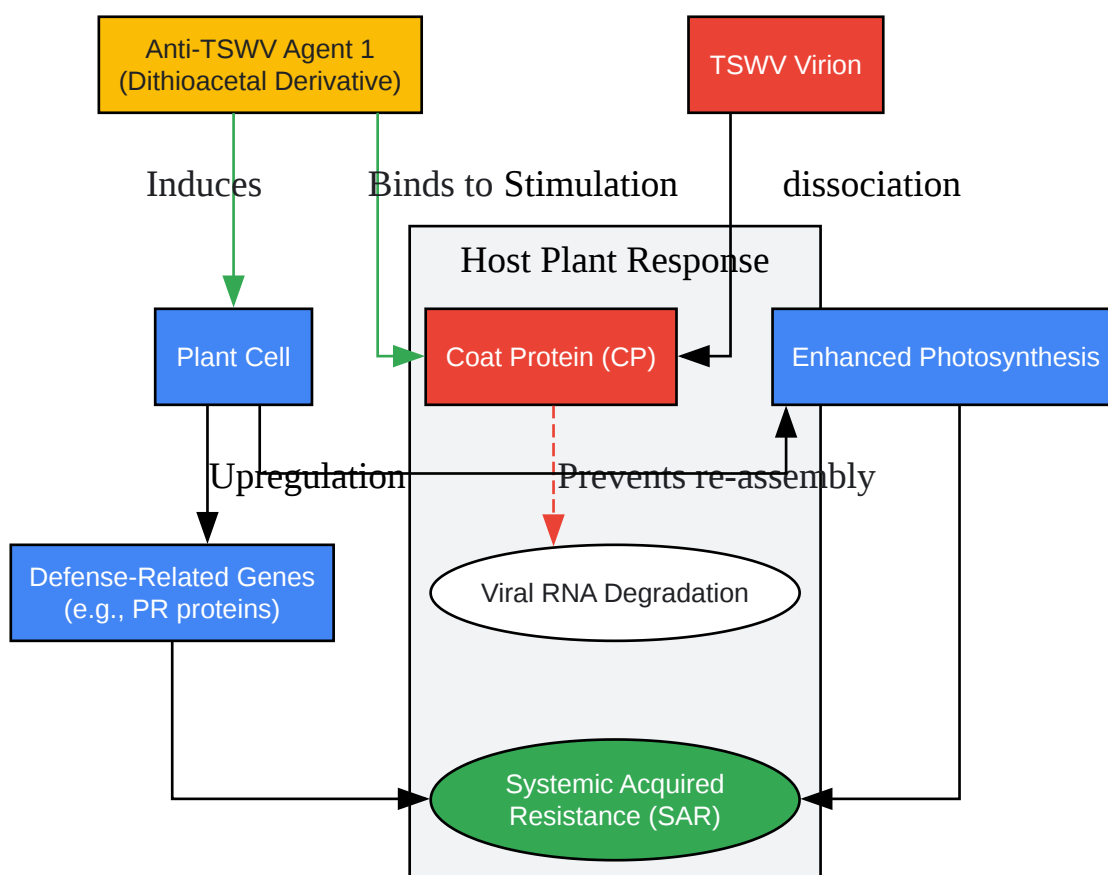 Anti-TSWV Agent 1
(Dithioacetal Derivative)
TSWV Virion
Induces
Binds to
Stimulation
dissociation
Host Plant Response
Plant Cell
Coat Protein (CP)
Enhanced Photosynthesis
Upregulation
Prevents re-assembly
Defense-Related Genes
(e.g., PR proteins)
Viral RNA Degradation
Systemic Acquired
Resistance (SAR)